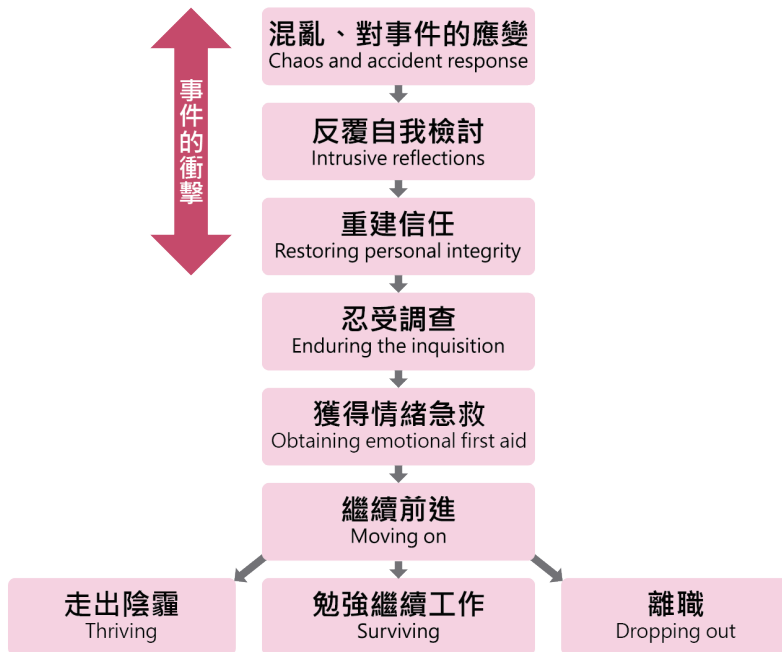 事件的衝擊
混亂、對事件的應變
Chaos and accident response
反覆自我檢討
Intrusive reflections
重建信任
Restoring personal integrity
忍受調查
Enduring the inquisition
獲得情緒急救
Obtaining emotional first aid
繼續前進
Moving on
走出陰霾
Thriving
勉強繼續工作
Surviving
離職
Dropping out